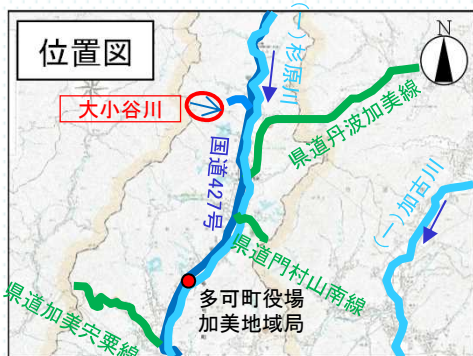 位置図
(一)杉原川
N
大小谷川
県道丹波加美線
国道427号
(一)加古川
県道門村山南線
多可町役場
加美地域局
県道加美宍粟線